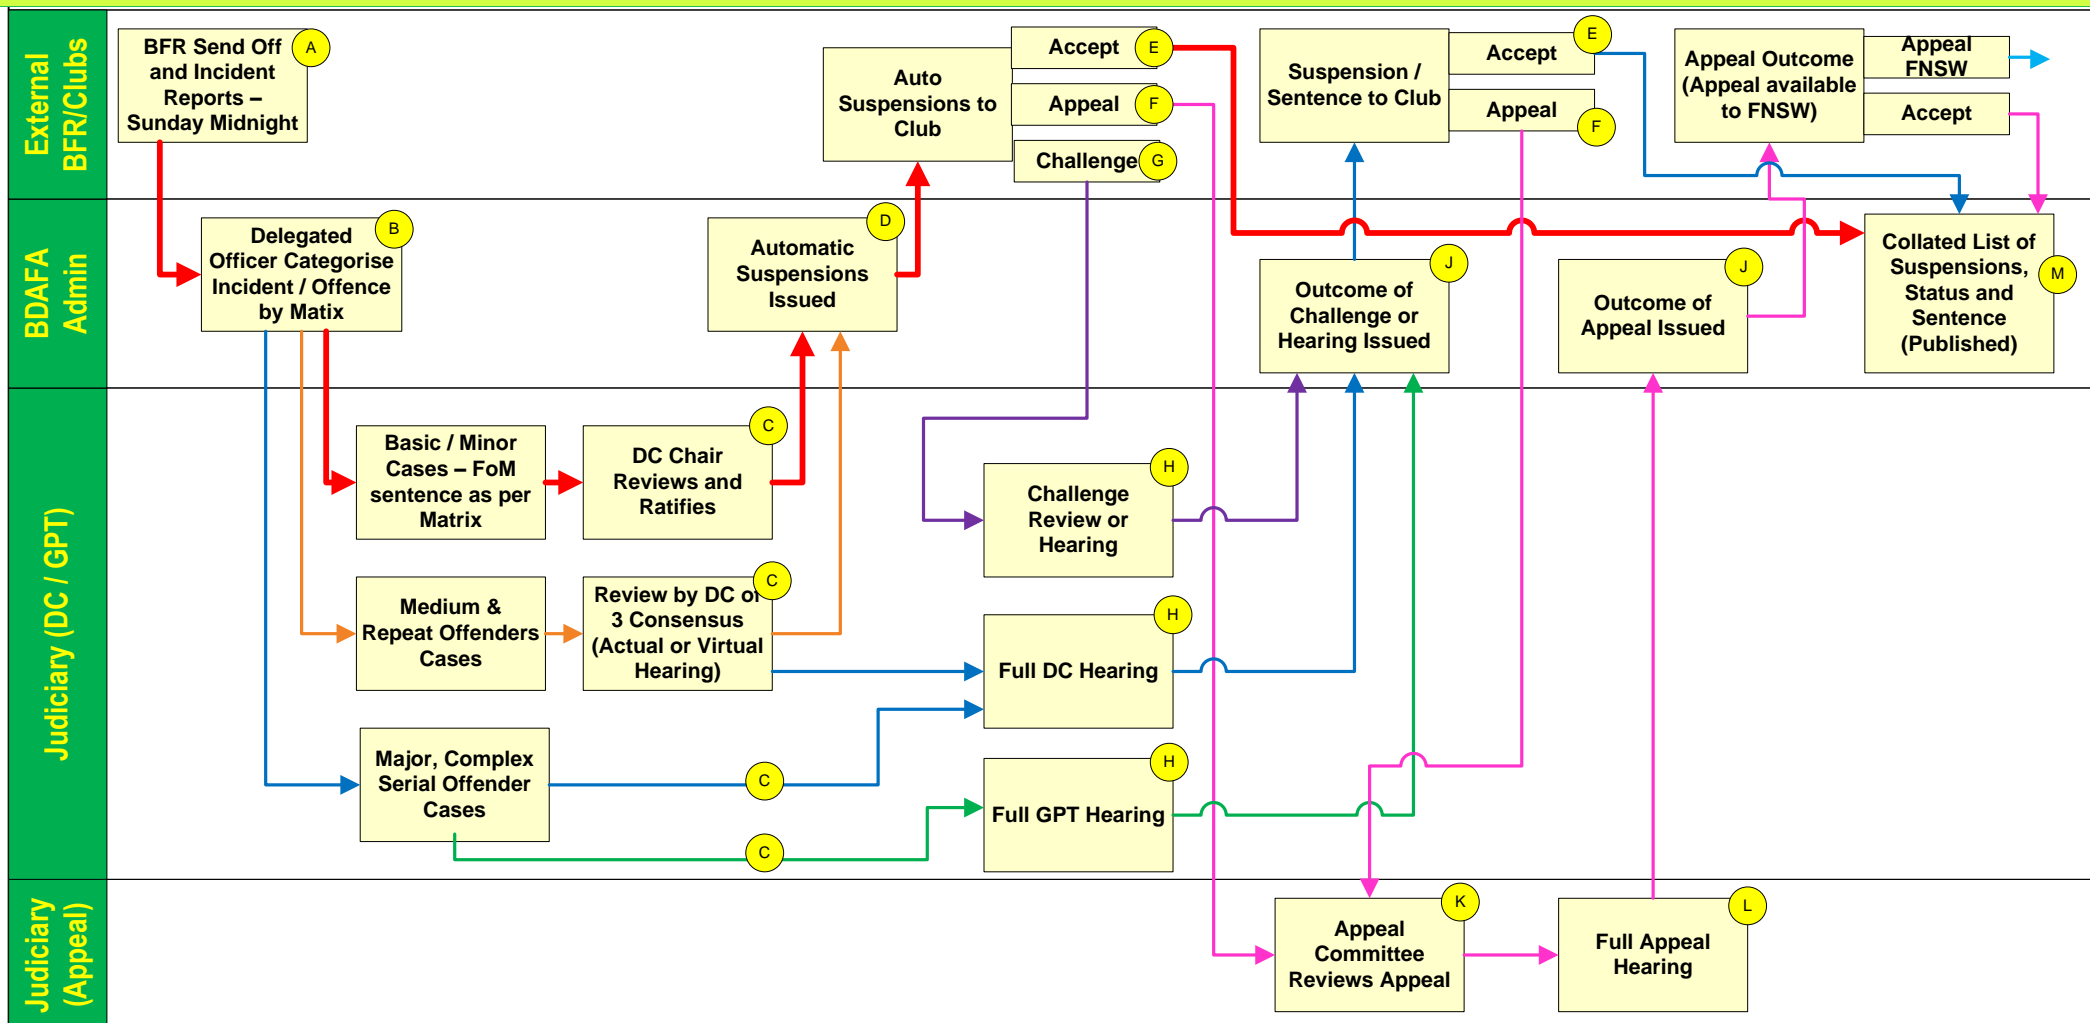 External
BFR/Clubs
BFR Send Off
and Incident
Reports –
Sunday Midnight
A
Auto
Suspensions to
Club
Accept
E
Appeal
F
Challenge
G
Suspension /
Sentence to Club
Accept
E
Appeal
F
Appeal Outcome
(Appeal available
to FNSW)
Appeal
FNSW
Accept
BDAFA
Admin
Delegated
Officer Categorise
Incident / Offence
by Matix
B
Automatic
Suspensions
Issued
D
Outcome of
Challenge or
Hearing Issued
J
Outcome of
Appeal Issued
J
Collated List of
Suspensions,
Status and
Sentence
(Published)
M
Judiciary (DC / GPT)
Basic / Minor
Cases – FoM
sentence as per
Matrix
DC Chair
Reviews and
Ratifies
C
Challenge
Review or
Hearing
H
Medium &
Repeat Offenders
Cases
Review by DC of
3 Consensus
(Actual or Virtual
Hearing)
C
Full DC Hearing
H
Major, Complex
Serial Offender
Cases
C
C
Full GPT Hearing
H
Judiciary
(Appeal)
Appeal
Committee
Reviews Appeal
K
Full Appeal
Hearing
L